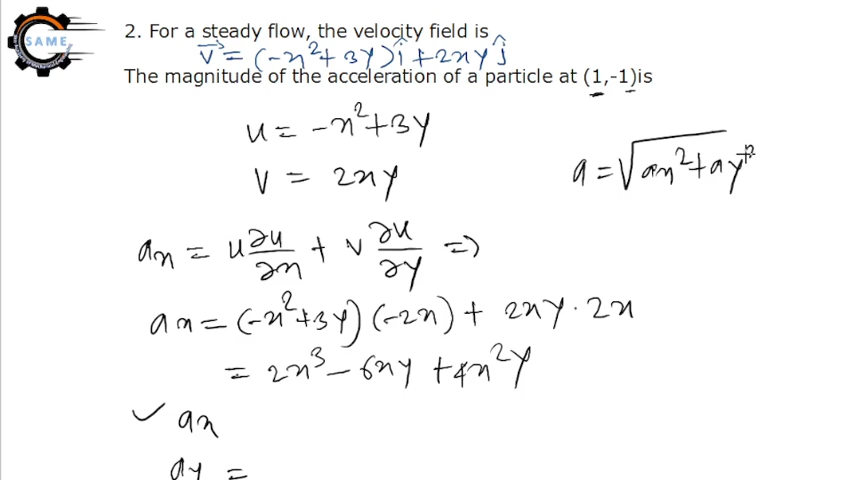 SAME
2. For a steady flow, the velocity field is
V⃗ = (-x²+3y)î+2xyĵ
The magnitude of the acceleration of a particle at (1,-1)is
u = -x²+3y
v = 2xy
a = √ax²+ay²
ax = u ∂u/∂x + v ∂u/∂y =>
ax = (-x²+3y)(-2x) + 2xy · 2x
= 2x³ - 6xy + 4x²y
✓ ax
ay =